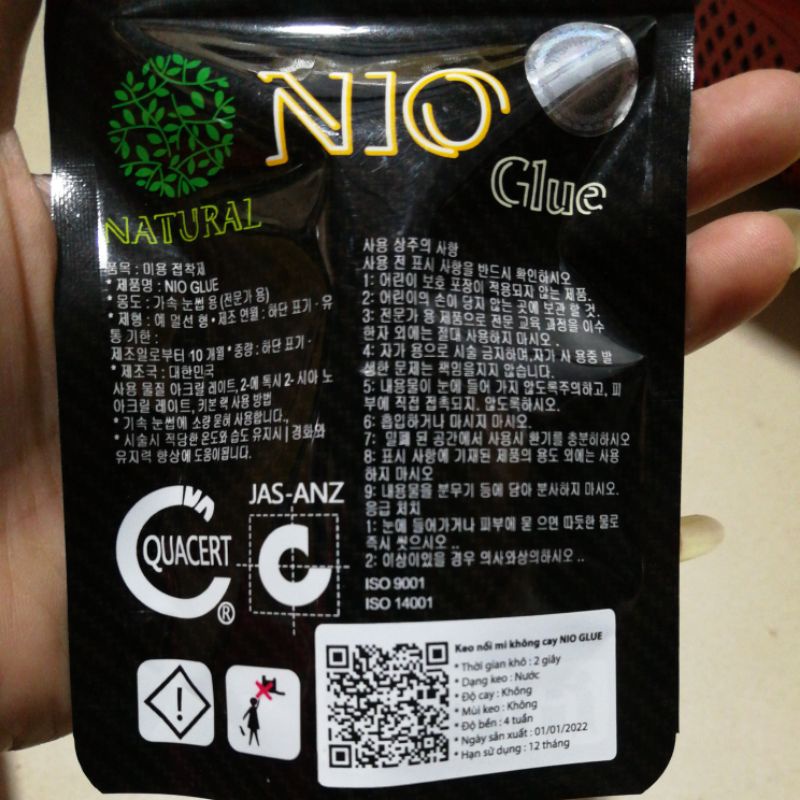 NIO
Glue
NATURAL
품목 : 미용 접착제
* 제품명 : NIO GLUE
* 용도 : 가속 눈썹 용 (전문가 용)
* 제형 : 에 멀선 형 • 제조 연월 : 하단 표기 · 유
통 기한 :
제조일로부터 10 개월 * 중량 : 하단 표기 ·
* 제조국 : 대한민국
사용 물질 아크릴 레이트, 2-에 톡시 2- 시아 노
아크릴 레이트, 키본 랙 사용 방법
* 기속 눈썹에 소량 묻혀 사용합니다.,
* 시술시 적당한 온도와 습도 유지시 | 경화와
유지력 향상에 도움이됩니다.
사용 상주의 사항
사용 전 표시 사항을 반드시 확인하시오
1: 어린이 보호 포장이 적용되지 않는 제품.
2: 어린이의 손이 닿지 않는 곳에 보관 할 것.
3: 전문가 용 제품으로 전문 교육 과정을 이수
한자 외에는 절대 사용하지 마시오 .
4: 자가 용으로 시술 금지하며,자가 사 용중 발
생한 문제는 책임을지지 않습니다.
5: 내용물이 눈에 들어 가지 않도록주의하고, 피
부에 직접 접촉되지. 않도록하시오.
6: 흡입하거나 마시지 마시오.
7: 밀폐 된 공간에서 사용시 환기를 충분히하시오
8: 표시 사항에 기재된 제품의 용도 외에는 사용
하지 마시오
9: 내용물을 분무기 등에 담아 분사하지 마시오.
응급 처치
1: 눈에 들어가거나 피부에 묻 으면 따뜻한 물로
즉시 씻으시오 ..
2: 이상이있을 경우 의사와상의하시오 ..
ISO 9001
ISO 14001
QUACERT
®
JAS-ANZ
Keo nối mi không cay NIO GLUE
* Thời gian khô : 2 giây
* Dạng keo : Nước
* Độ cay : Không
* Mùi keo : Không
* Độ bền : 4 tuần
* Ngày sản xuất : 01/01/2022
* Hạn sử dụng : 12 tháng